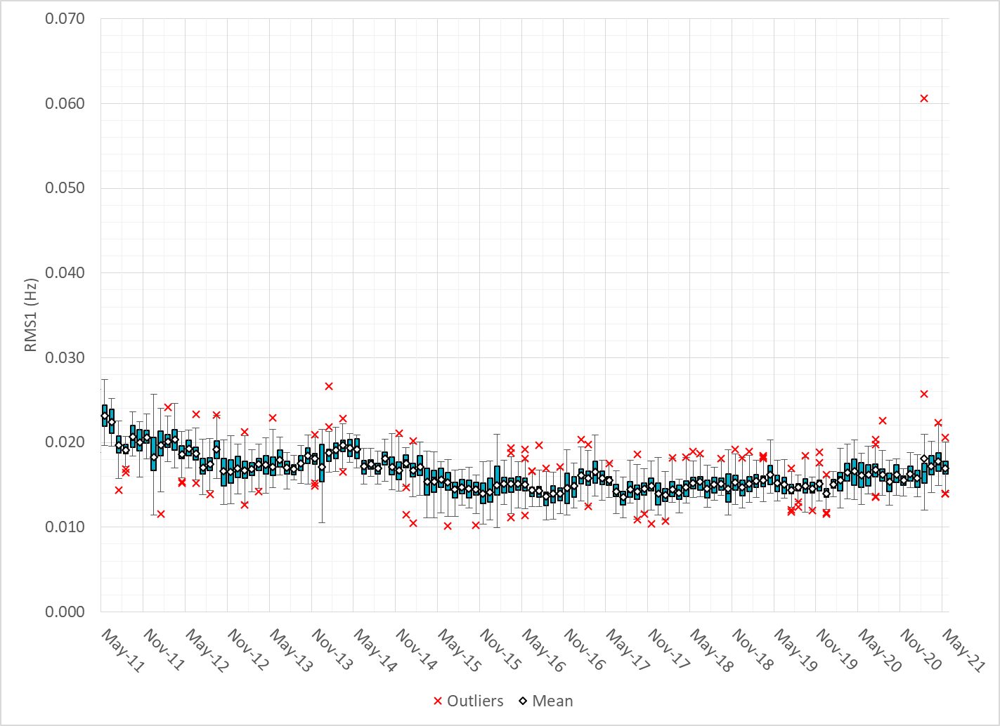 0.070
0.060
0.050
0.040
0.030
0.020
0.010
0.000
RMS1 (Hz)
May-11
Nov-11
May-12
Nov-12
May-13
Nov-13
May-14
Nov-14
May-15
Nov-15
May-16
Nov-16
May-17
Nov-17
May-18
Nov-18
May-19
Nov-19
May-20
Nov-20
May-21
Outliers Mean